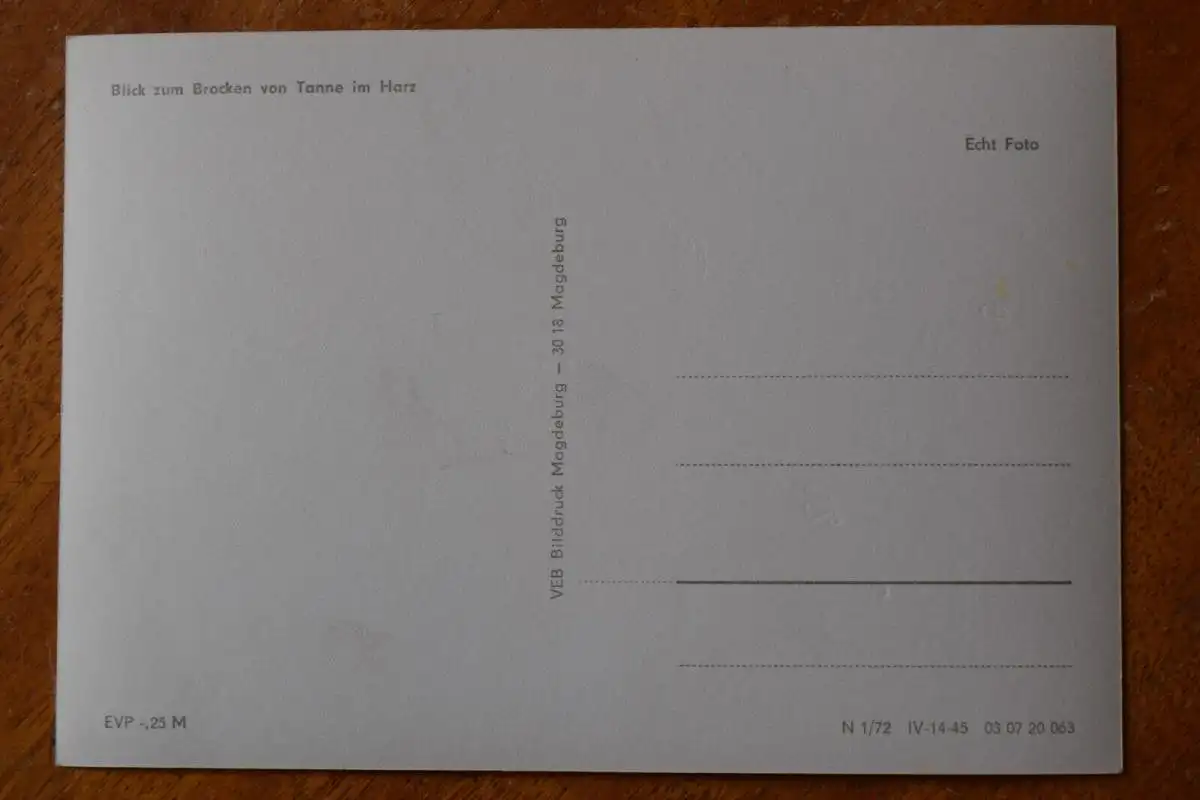 Blick zum Brocken von Tanne im Harz
Echt Foto
VEB Bilddruck Magdeburg – 30 18 Magdeburg
EVP -,25 M
N 1/72 IV-14-45 03 07 20 063